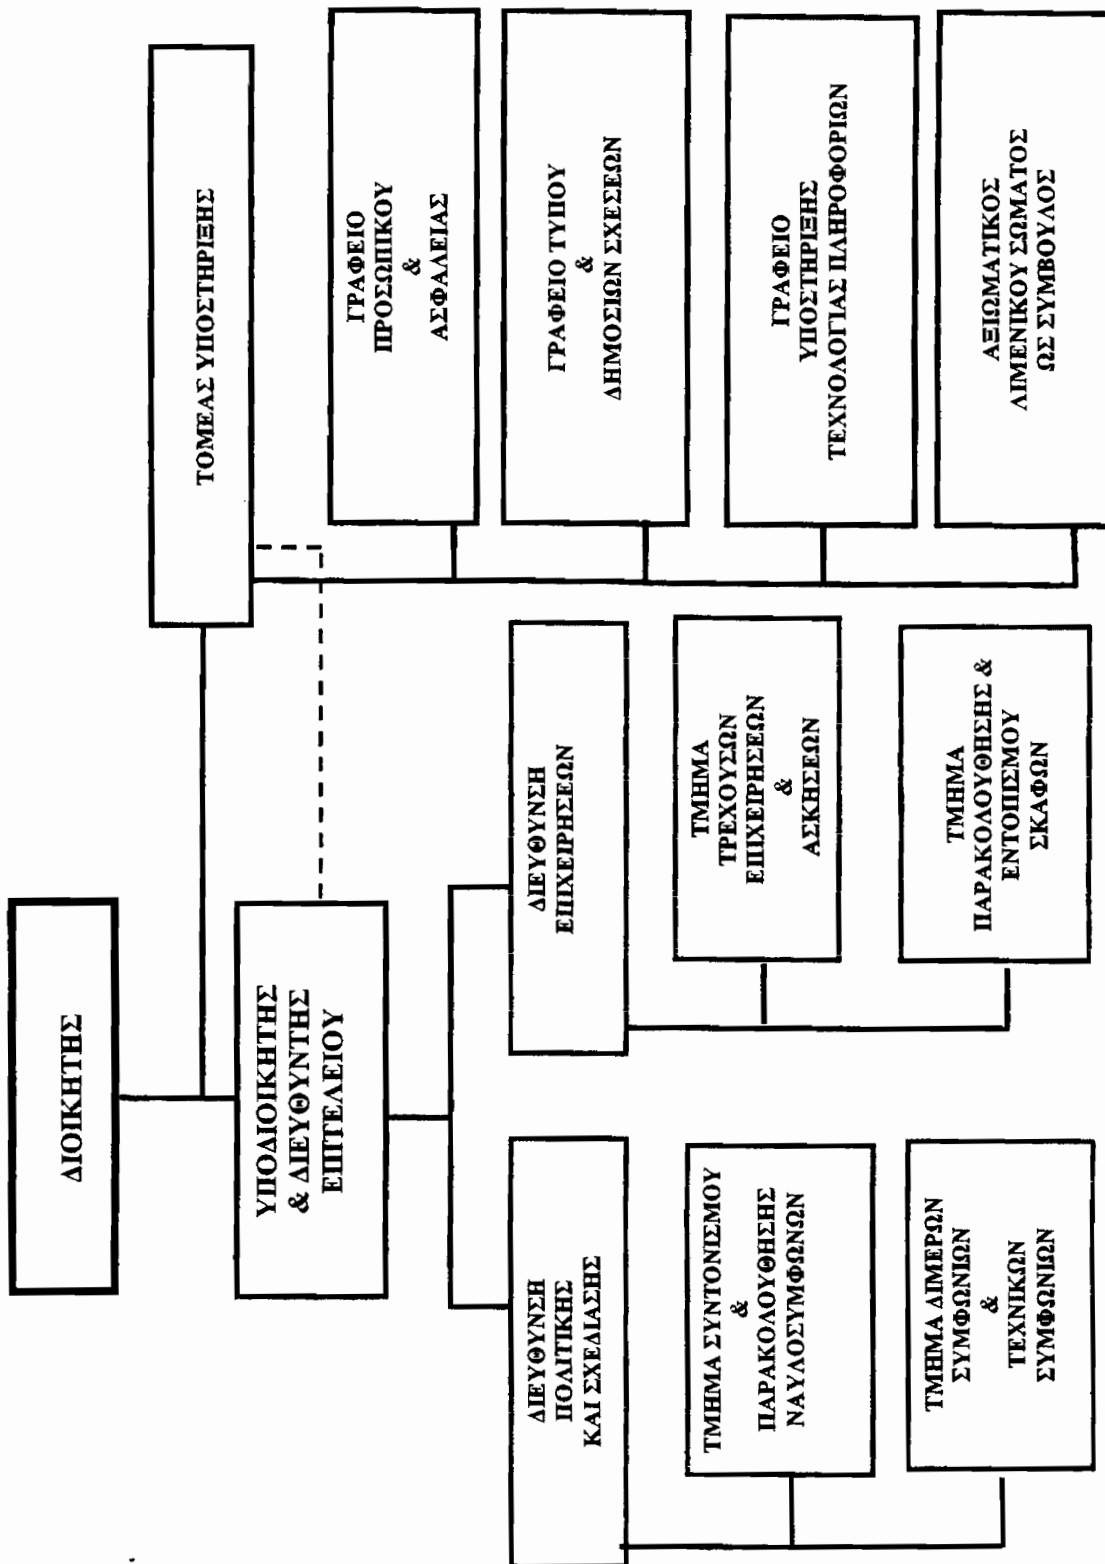 ΔΙΟΙΚΗΤΗΣ
ΤΟΜΕΑΣ ΥΠΟΣΤΗΡΙΞΗΣ
ΥΠΟΔΙΟΙΚΗΤΗΣ
& ΔΙΕΥΘΥΝΤΗΣ
ΕΠΙΤΕΛΕΙΟΥ
ΓΡΑΦΕΙΟ
ΠΡΟΣΩΠΙΚΟΥ
&
ΑΣΦΑΛΕΙΑΣ
ΓΡΑΦΕΙΟ ΤΥΠΟΥ
&
ΔΗΜΟΣΙΩΝ ΣΧΕΣΕΩΝ
ΓΡΑΦΕΙΟ
ΥΠΟΣΤΗΡΙΞΗΣ
ΤΕΧΝΟΛΟΓΙΑΣ ΠΛΗΡΟΦΟΡΙΩΝ
ΑΞΙΩΜΑΤΙΚΟΣ
ΛΙΜΕΝΙΚΟΥ ΣΩΜΑΤΟΣ
ΩΣ ΣΥΜΒΟΥΛΟΣ
ΔΙΕΥΘΥΝΣΗ
ΠΟΛΙΤΙΚΗΣ
ΚΑΙ ΣΧΕΔΙΑΣΗΣ
ΔΙΕΥΘΥΝΣΗ
ΕΠΙΧΕΙΡΗΣΕΩΝ
ΤΜΗΜΑ ΣΥΝΤΟΝΙΣΜΟΥ
&
ΠΑΡΑΚΟΛΟΥΘΗΣΗΣ
ΝΑΥΛΟΣΥΜΦΩΝΩΝ
ΤΜΗΜΑ
ΤΡΕΧΟΥΣΩΝ
ΕΠΙΧΕΙΡΗΣΕΩΝ
&
ΑΣΚΗΣΕΩΝ
ΤΜΗΜΑ ΔΙΜΕΡΩΝ
ΣΥΜΦΩΝΙΩΝ
&
ΤΕΧΝΙΚΩΝ
ΣΥΜΦΩΝΙΩΝ
ΤΜΗΜΑ
ΠΑΡΑΚΟΛΟΥΘΗΣΗΣ &
ΕΝΤΟΠΙΣΜΟΥ
ΣΚΑΦΩΝ